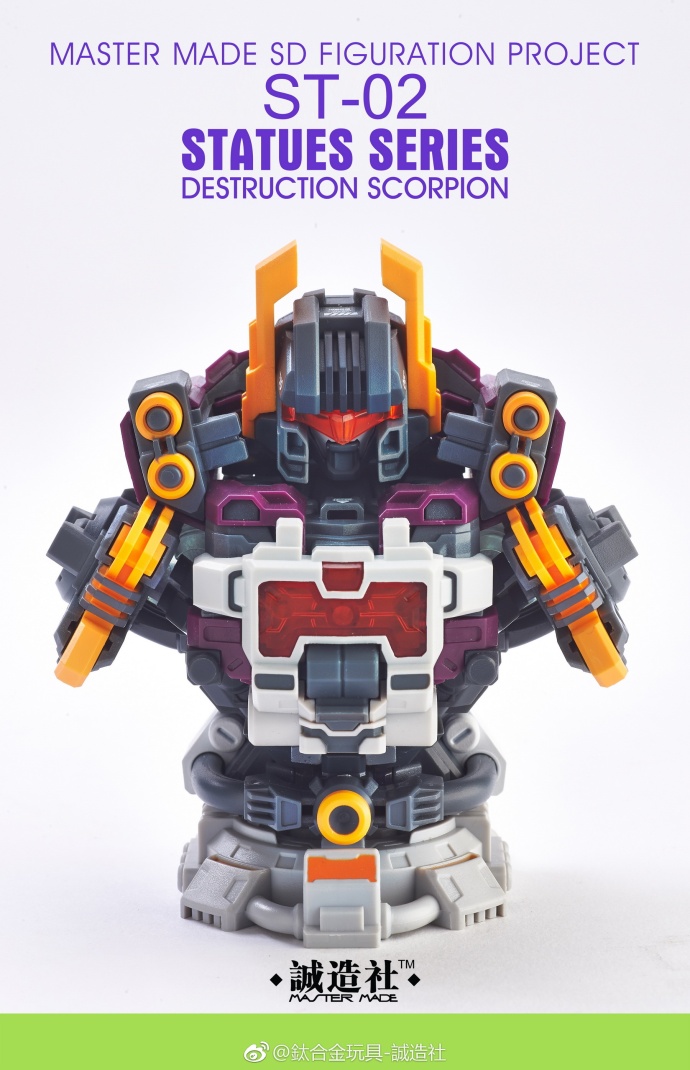 MASTER MADE SD FIGURATION PROJECT
ST-02
STATUES SERIES
DESTRUCTION SCORPION
誠造社™
MASTER MADE
@鈦合金玩具-誠造社